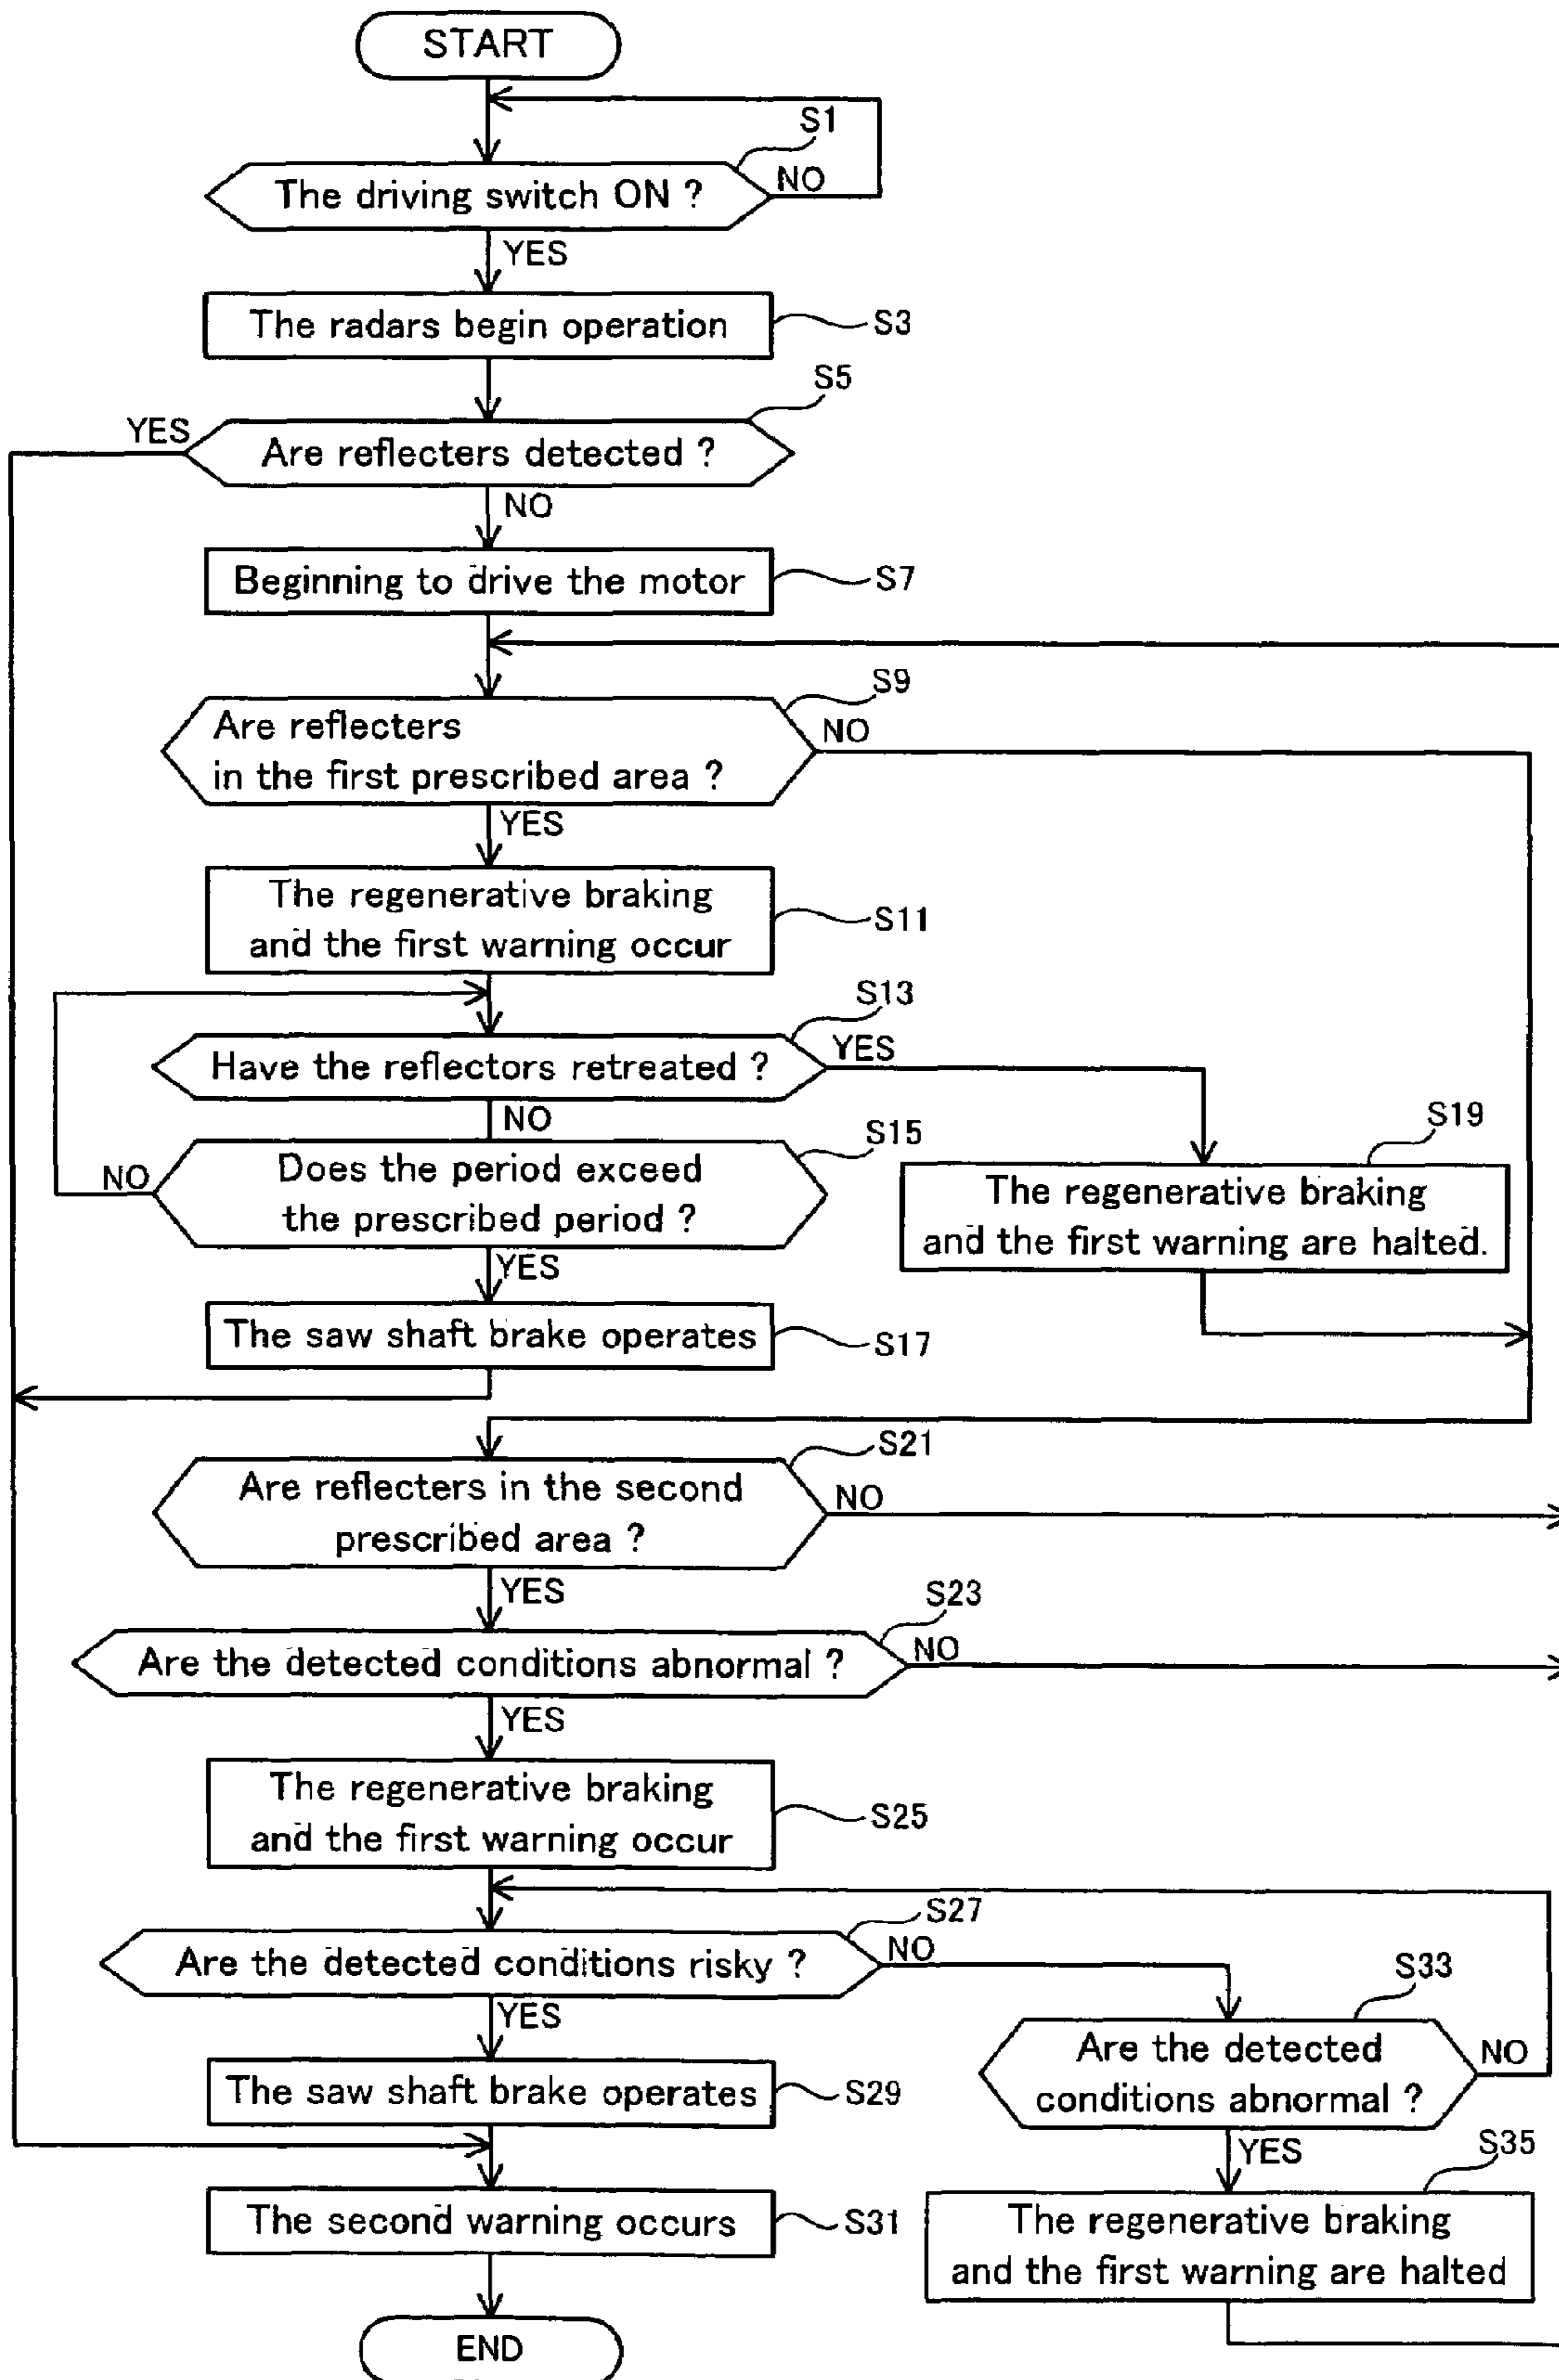 START
S1
The driving switch ON ?
NO
YES
The radars begin operation
S3
S5
YES
Are reflecters detected ?
NO
Beginning to drive the motor
S7
S9
Are reflecters
in the first prescribed area ?
NO
YES
The regenerative braking
and the first warning occur
S11
S13
Have the reflectors retreated ?
YES
NO
S15
Does the period exceed
the prescribed period ?
NO
YES
S19
The regenerative braking
and the first warning are halted.
The saw shaft brake operates
S17
S21
Are reflecters in the second
prescribed area ?
NO
YES
S23
Are the detected conditions abnormal ?
NO
YES
The regenerative braking
and the first warning occur
S25
S27
Are the detected conditions risky ?
NO
YES
S33
Are the detected
conditions abnormal ?
NO
YES
The saw shaft brake operates
S29
S35
The regenerative braking
and the first warning are halted
The second warning occurs
S31
END